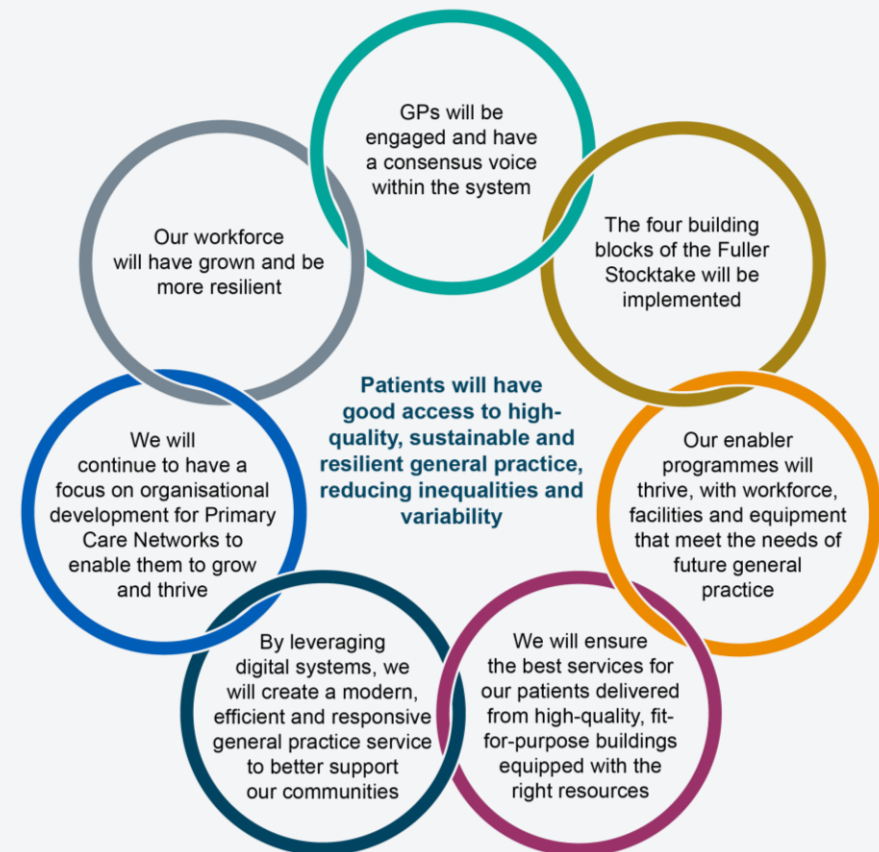 GPs will be
engaged and have
a consensus voice
within the system
The four building
blocks of the Fuller
Stocktake will be
implemented
Our enabler
programmes will
thrive, with workforce,
facilities and equipment
that meet the needs of
future general
practice
We will ensure
the best services for
our patients delivered
from high-quality, fit-
for-purpose buildings
equipped with the
right resources
By leveraging
digital systems, we
will create a modern,
efficient and responsive
general practice service
to better support
our communities
We will
continue to have a
focus on organisational
development for Primary
Care Networks to
enable them to grow
and thrive
Our workforce
will have grown and be
more resilient
Patients will have
good access to high-
quality, sustainable and
resilient general practice,
reducing inequalities and
variability